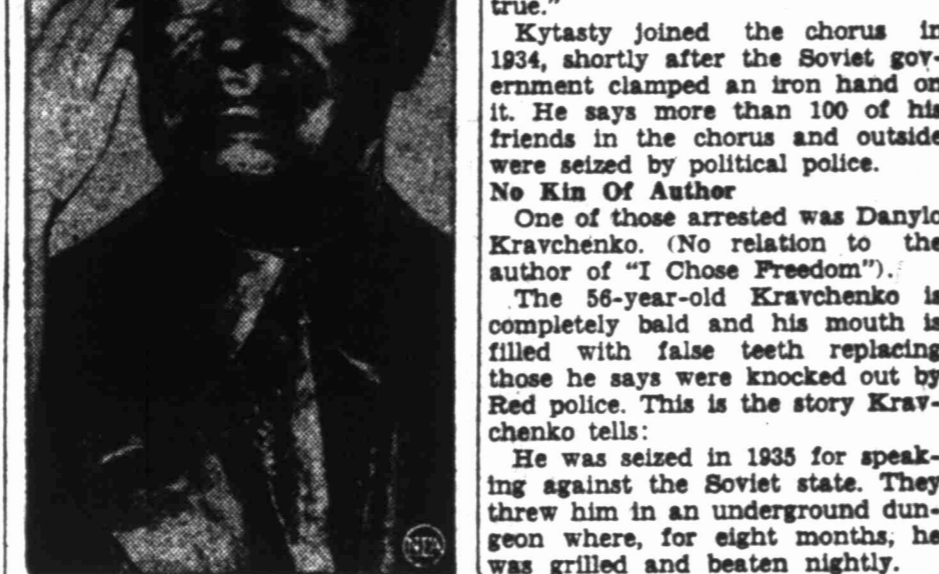 true."
Kytasty joined the chorus in
1934, shortly after the Soviet gov-
ernment clamped an iron hand on
it. He says more than 100 of his
friends in the chorus and outside
were seized by political police.
No Kin Of Author
One of those arrested was Danylo
Kravchenko. (No relation to the
author of "I Chose Freedom").
The 56-year-old Kravchenko is
completely bald and his mouth is
filled with false teeth replacing
those he says were knocked out by
Red police. This is the story Krav-
chenko tells:
He was seized in 1935 for speak-
ing against the Soviet state. They
threw him in an underground dun-
geon where, for eight months, he
was grilled and beaten nightly.